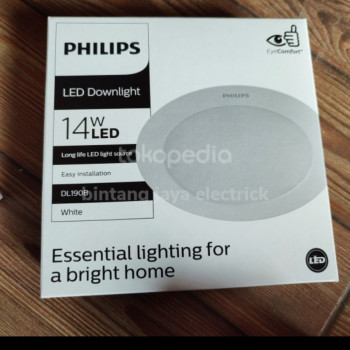 PHILIPS
EyeComfort
LED Downlight
14W
LED
Long life LED light source
Easy installation
DL190B
White
PHILIPS
tokopedia
bintang jaya electrick
Essential lighting for
a bright home
LED